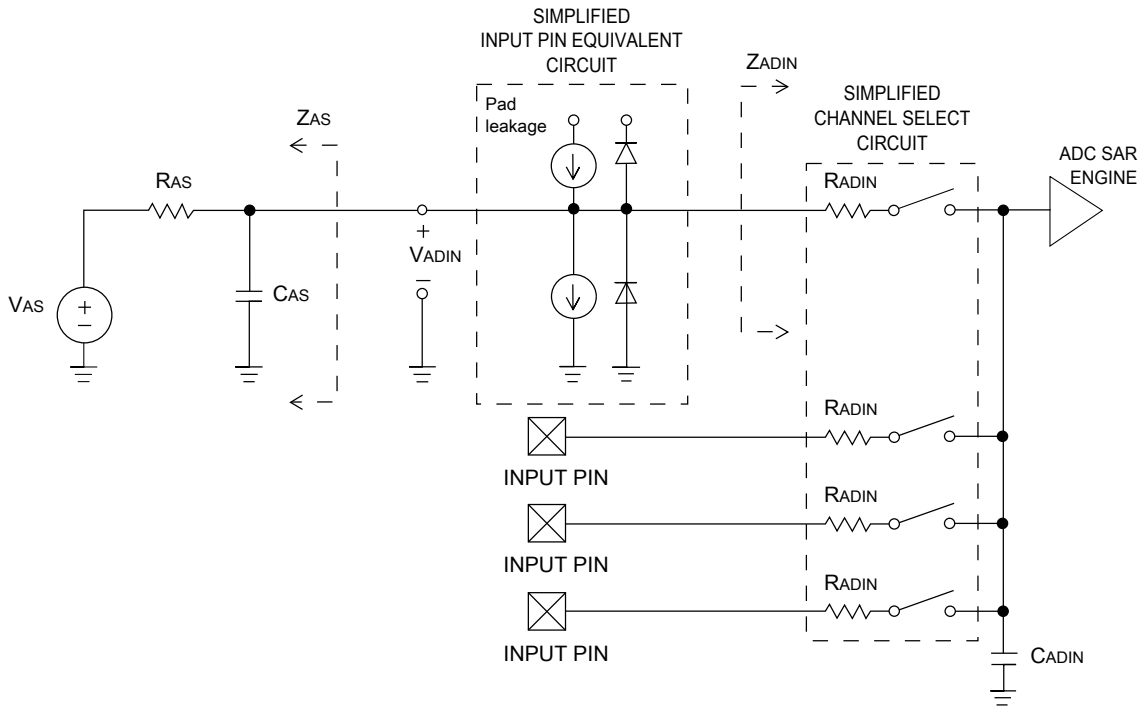 SIMPLIFIED
INPUT PIN EQUIVALENT
CIRCUIT
ZADIN
Pad
leakage
SIMPLIFIED
CHANNEL SELECT
CIRCUIT
ZAS
ADC SAR
ENGINE
RAS
RADIN
+
VADIN
–
CAS
VAS
+
–
RADIN
INPUT PIN
RADIN
INPUT PIN
RADIN
INPUT PIN
CADIN